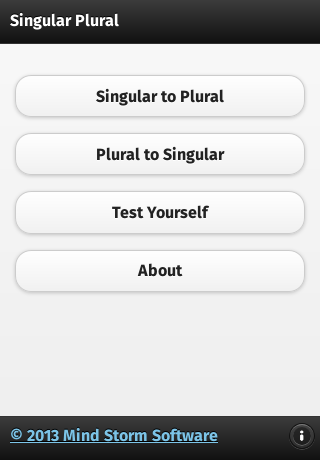 Singular Plural
Singular to Plural
Plural to Singular
Test Yourself
About
© 2013 Mind Storm Software